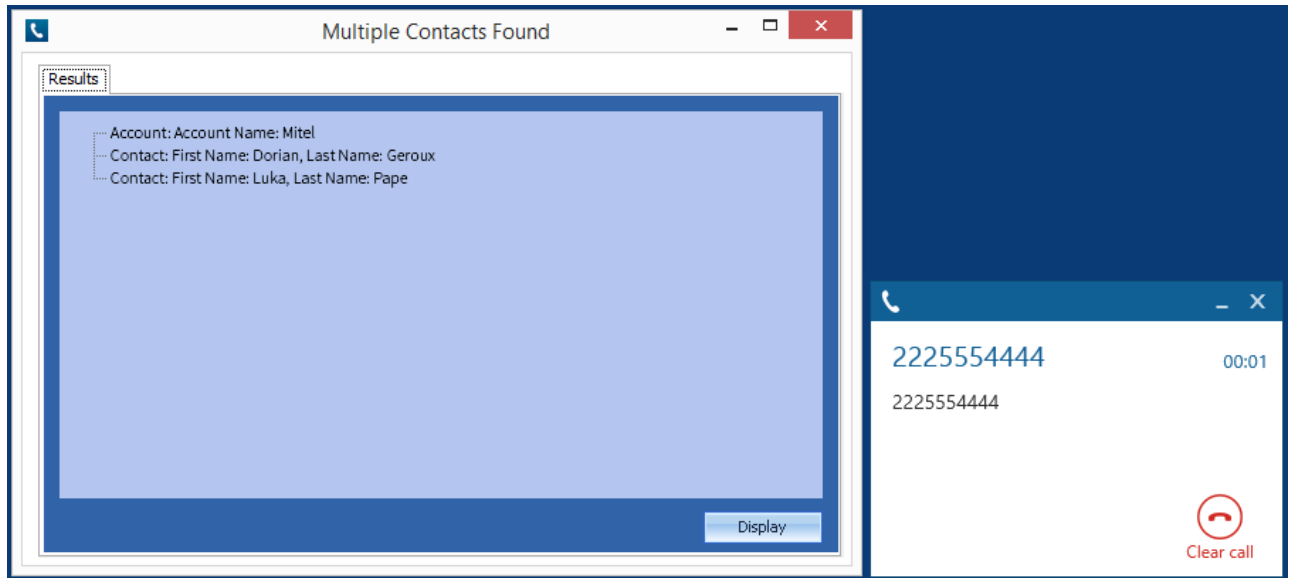 Multiple Contacts Found
Results
Account: Account Name: Mitel
Contact: First Name: Dorian, Last Name: Geroux
Contact: First Name: Luka, Last Name: Pape
Display
2225554444 00:01
2225554444
Clear call